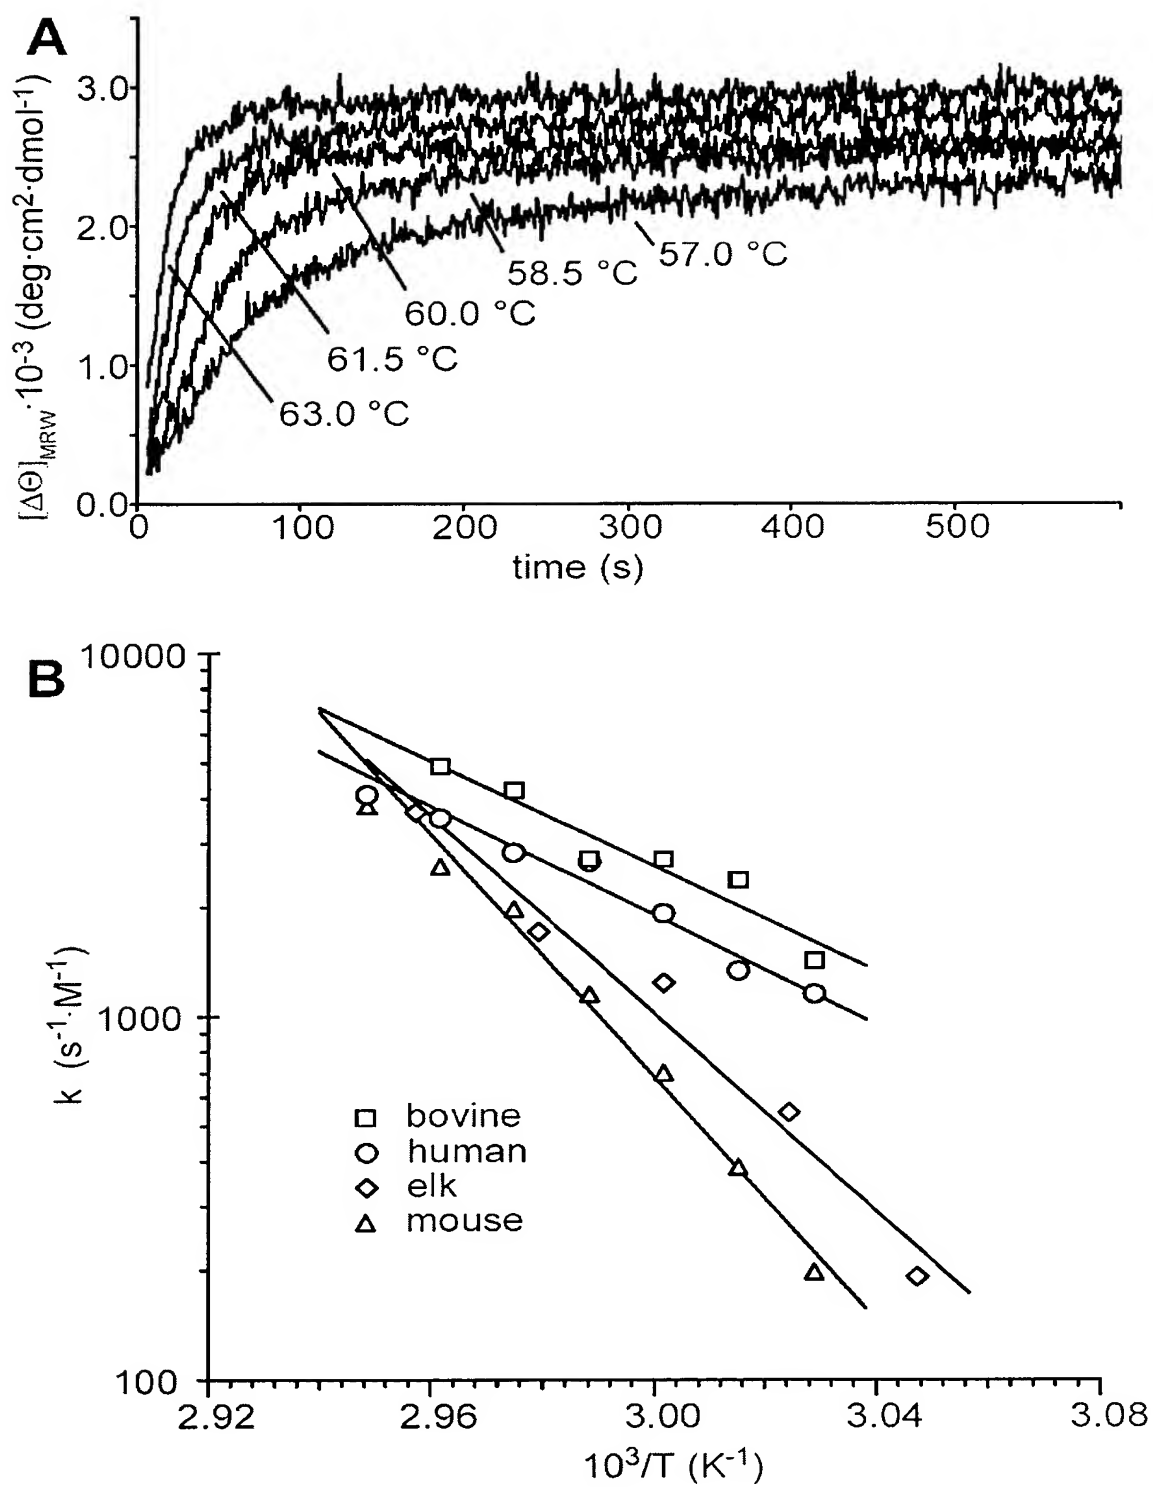 A
[ΔΘ]MRW·10-3 (deg·cm2·dmol-1)
3.0
2.0
1.0
0.0
57.0 °C
58.5 °C
60.0 °C
61.5 °C
63.0 °C
0 100 200 300 400 500
time (s)
B
k (s-1·M-1)
10000
1000
100
bovine
human
elk
mouse
2.92 2.96 3.00 3.04 3.08
103/T (K-1)